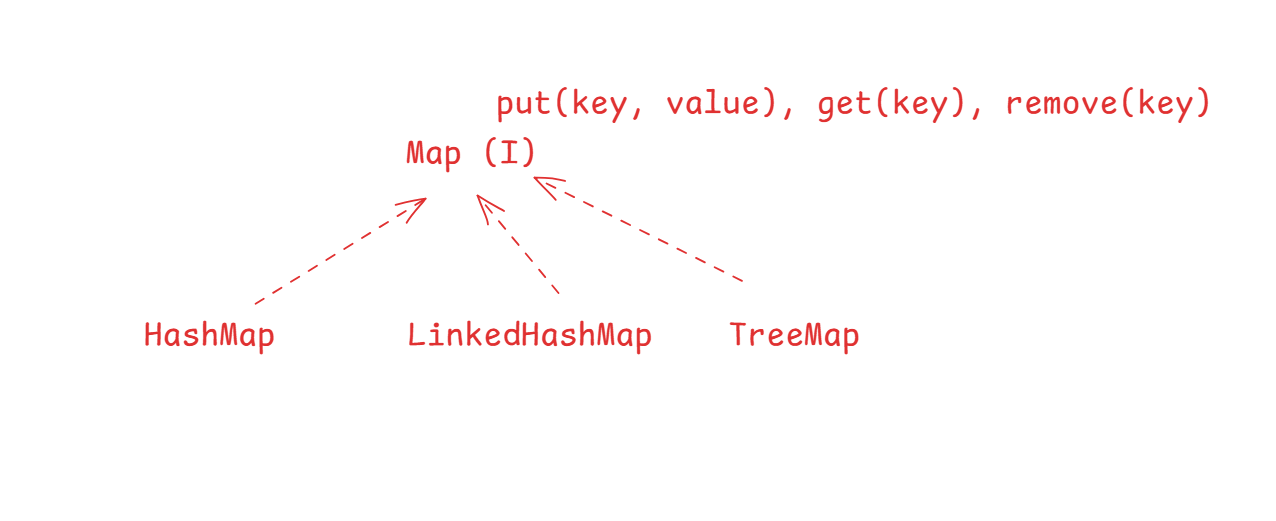 put(key, value), get(key), remove(key)
Map (I)
HashMap
LinkedHashMap
TreeMap